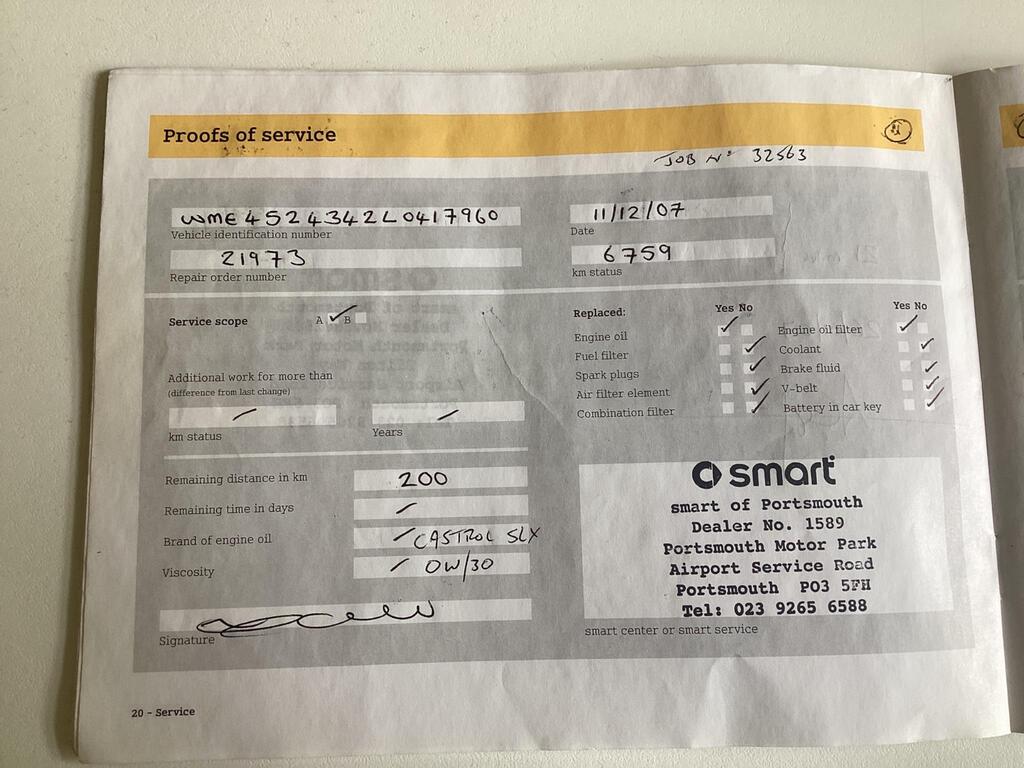 Proofs of service
JOB Nº 32563
WME4524342L0417960
Vehicle identification number
11/12/07
Date
21973
Repair order number
6759
km status
Service scope A B
Additional work for more than
(difference from last change)
km status
Years
Replaced:
Yes No
Engine oil
Fuel filter
Spark plugs
Air filter element
Combination filter
Yes No
Engine oil filter
Coolant
Brake fluid
V-belt
Battery in car key
Remaining distance in km 200
Remaining time in days
Brand of engine oil CASTROL SLX
Viscosity 0W/30
Signature
smart
smart of Portsmouth
Dealer No. 1589
Portsmouth Motor Park
Airport Service Road
Portsmouth PO3 5FH
Tel: 023 9265 6588
smart center or smart service
20 - Service